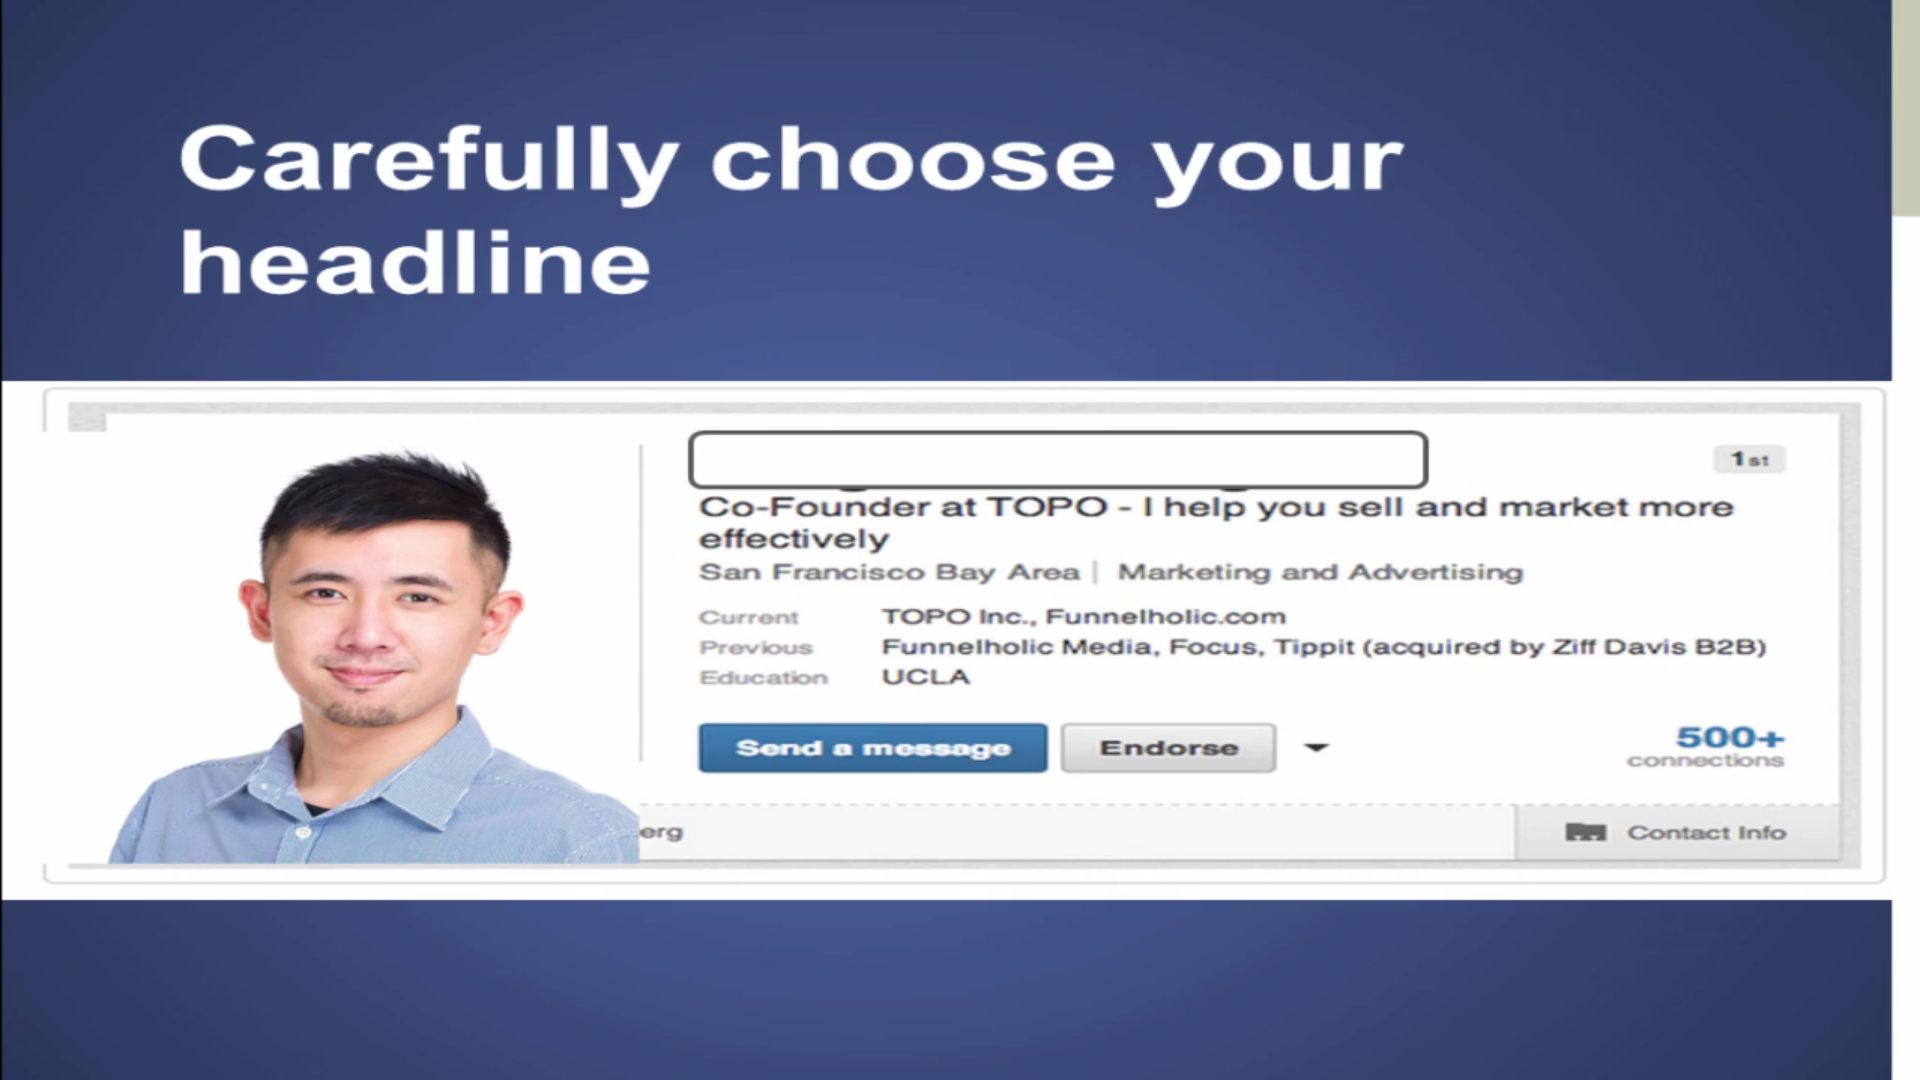 Carefully choose your
headline
1st
Co-Founder at TOPO - I help you sell and market more
effectively
San Francisco Bay Area | Marketing and Advertising
Current TOPO Inc., Funnelholic.com
Previous Funnelholic Media, Focus, Tippit (acquired by Ziff Davis B2B)
Education UCLA
Send a message Endorse
500+
connections
erg
Contact Info